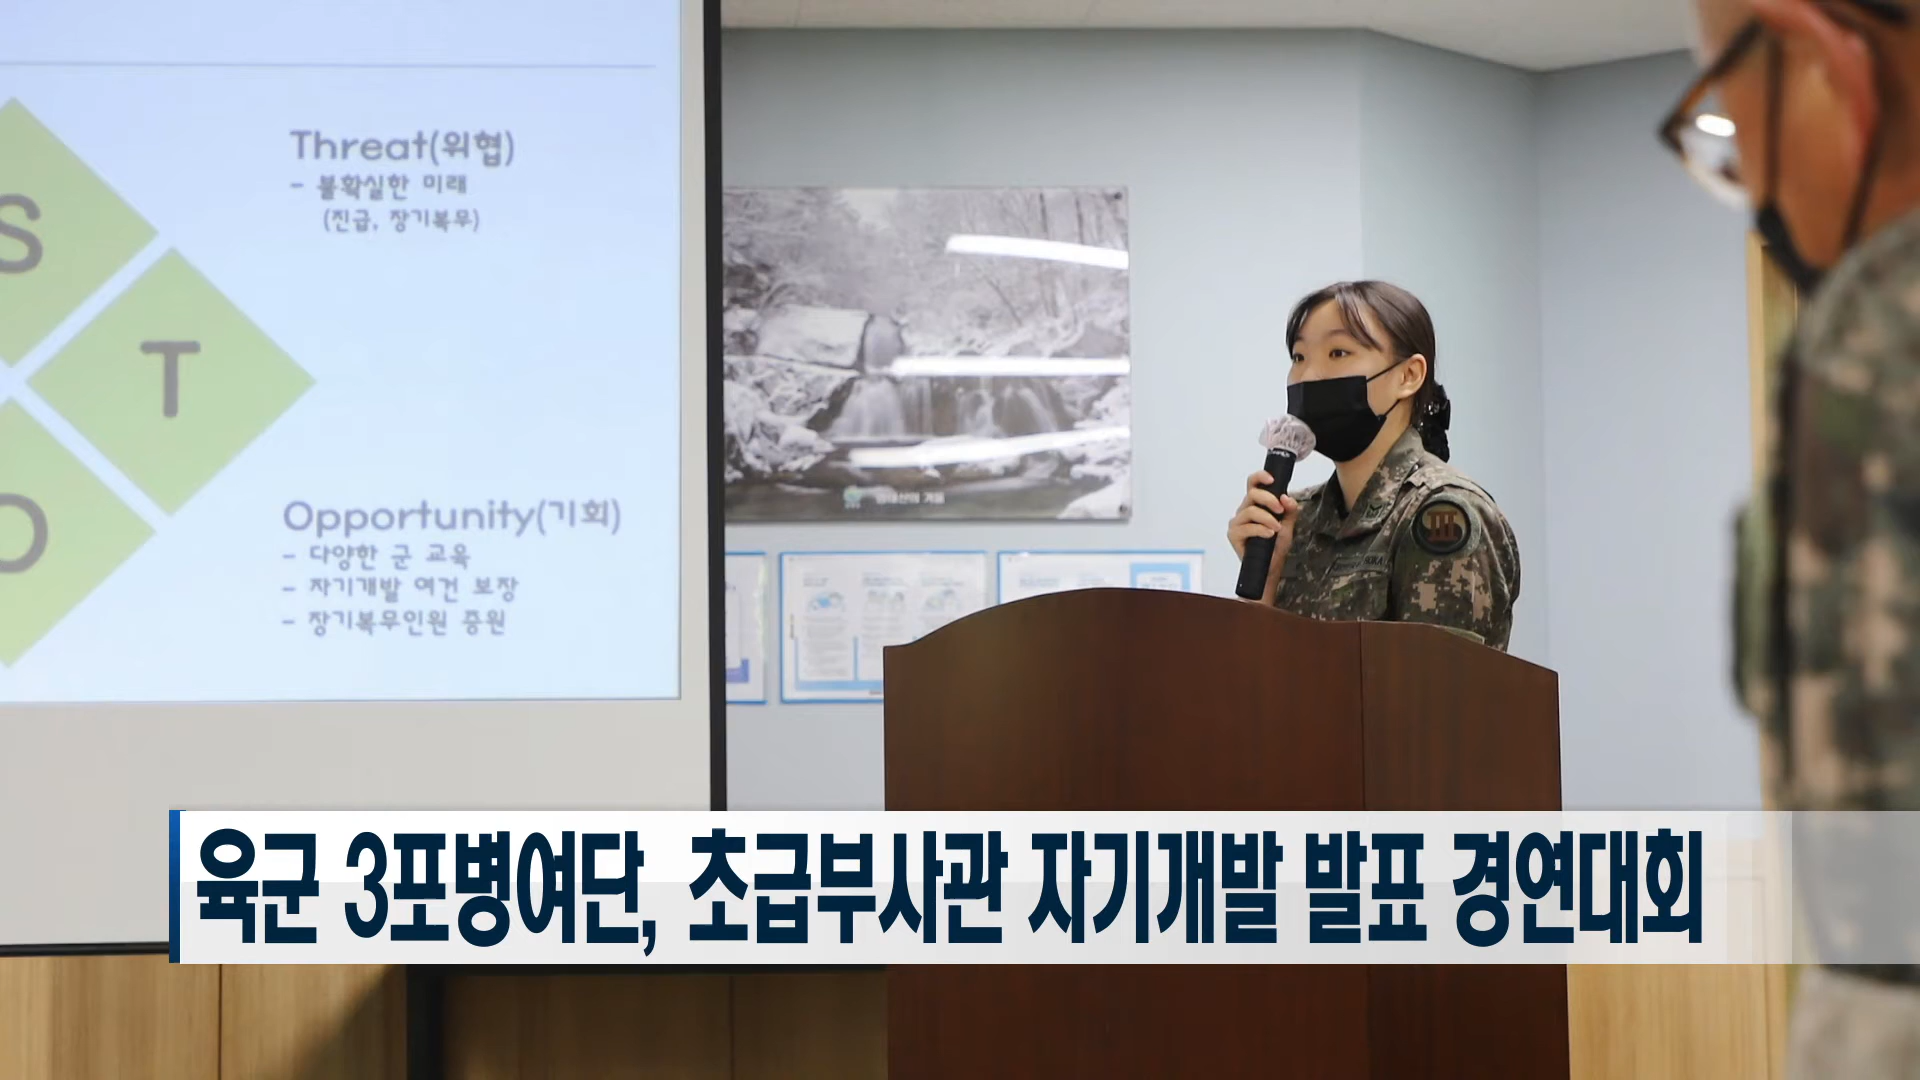 S
T
O
Threat(위협)
- 불확실한 미래
(진급, 장기복무)
Opportunity(기회)
- 다양한 군 교육
- 자기개발 여건 보장
- 장기복무인원 증원
육군 3포병여단, 초급부사관 자기개발 발표 경연대회